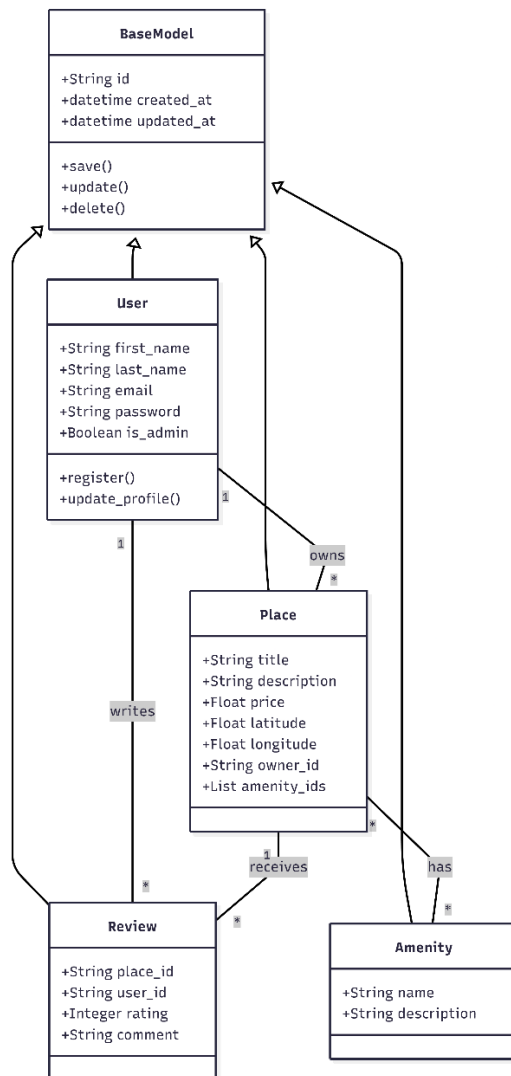 BaseModel
+String id
+datetime created_at
+datetime updated_at
+save()
+update()
+delete()
User
+String first_name
+String last_name
+String email
+String password
+Boolean is_admin
+register()
+update_profile()
1
1
owns
*
Place
+String title
+String description
+Float price
+Float latitude
+Float longitude
+String owner_id
+List amenity_ids
writes
*
1
receives
has
*
*
*
Review
+String place_id
+String user_id
+Integer rating
+String comment
Amenity
+String name
+String description